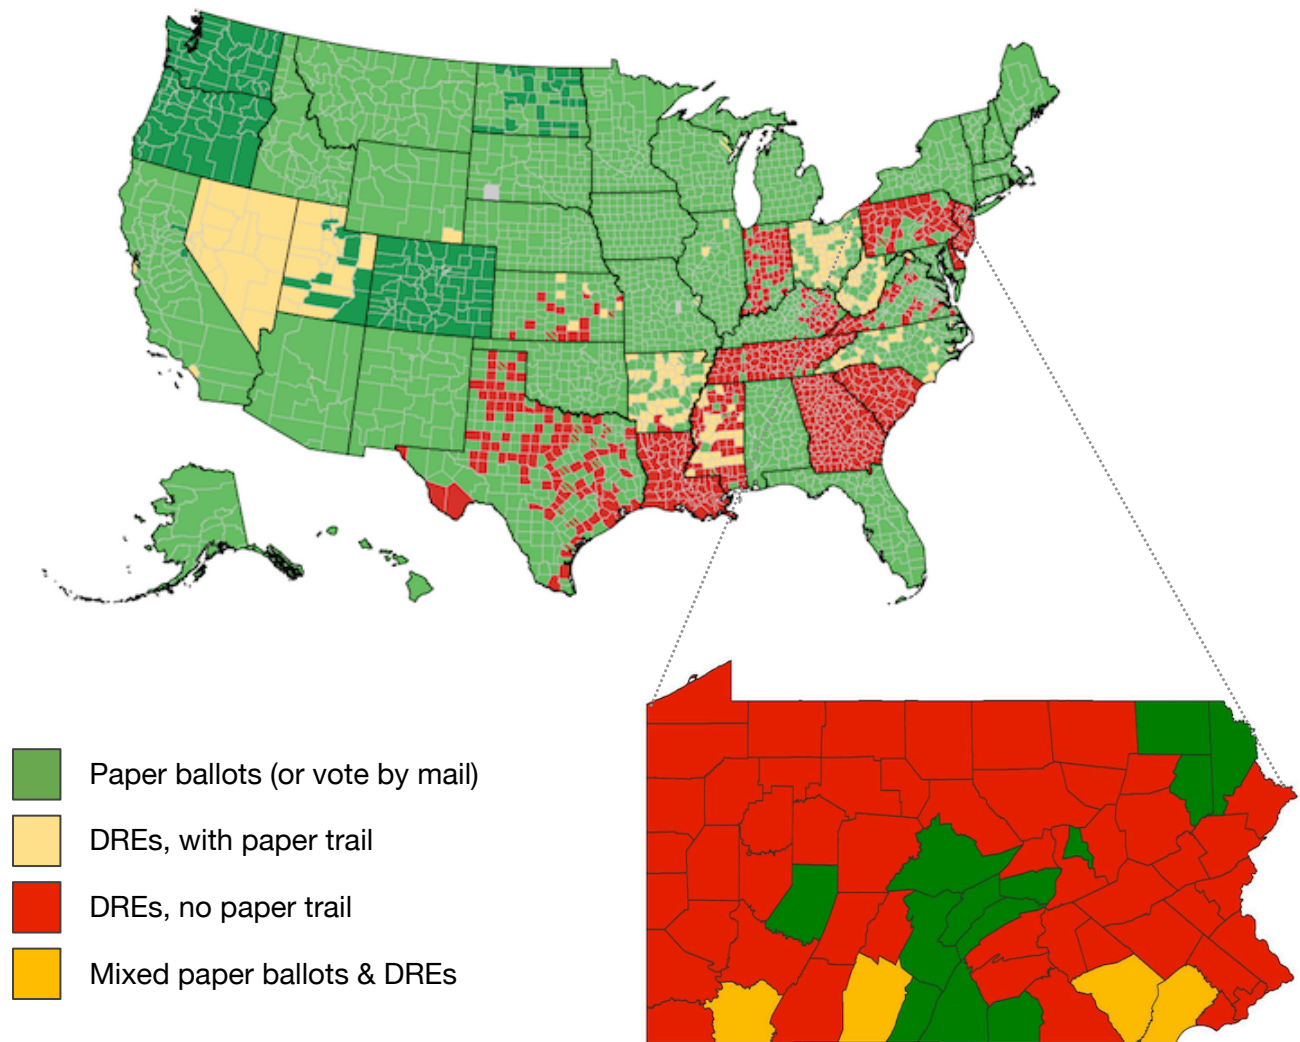 Paper ballots (or vote by mail)
DREs, with paper trail
DREs, no paper trail
Mixed paper ballots & DREs